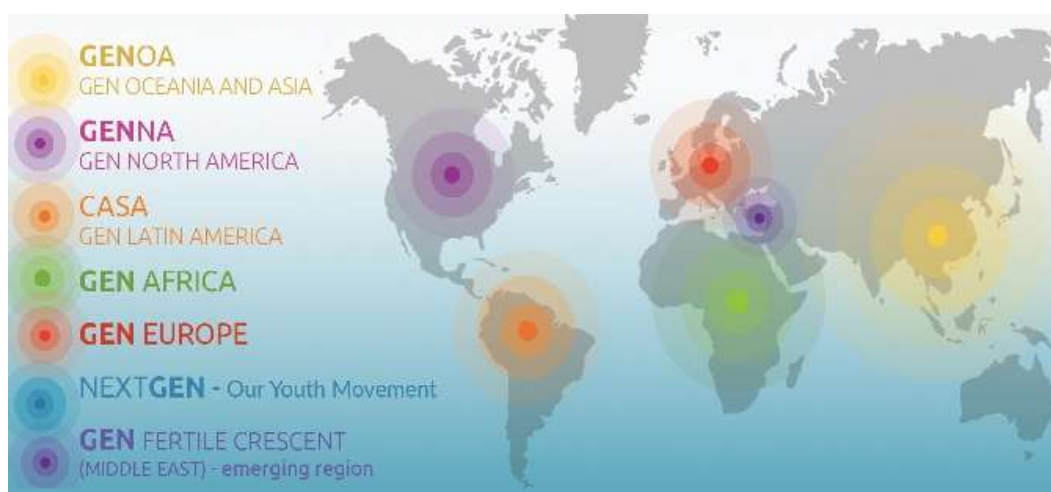 GENOA
GEN OCEANIA AND ASIA
GENNA
GEN NORTH AMERICA
CASA
GEN LATIN AMERICA
GEN AFRICA
GEN EUROPE
NEXTGEN - Our Youth Movement
GEN FERTILE CRESCENT
(MIDDLE EAST) - emerging region